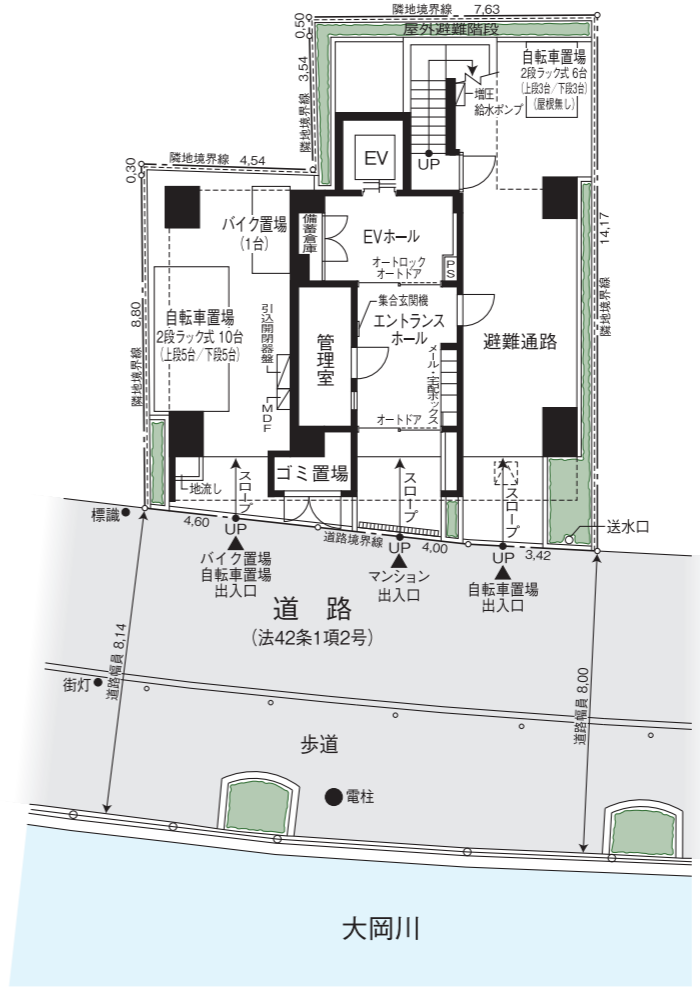 隣地境界線 7,63
0,50
屋外避難階段
隣地境界線 3,54
自転車置場
2段ラック式 6台
(上段3台/下段3台)
(屋根無し)
増圧
給水ポンプ
UP
EV
隣地境界線 4,54
0,30
バイク置場
(1台)
備蓄倉庫
EVホール
オートロック
オートドア
PS
14,17
隣地境界線
隣地境界線 8,80
自転車置場
2段ラック式 10台
(上段5台/下段5台)
引込開閉器盤
MDF
管理室
集合玄関機
エントランス
ホール
メール・宅配ボックス
避難通路
オートドア
ゴミ置場
地流し
スロープ
スロープ
スロープ
送水口
標識
4,60
道路境界線
4,00
3,42
UP
バイク置場
自転車置場
出入口
UP
マンション
出入口
UP
自転車置場
出入口
道 路
(法42条1項2号)
道路幅員 8,14
道路幅員 8,00
街灯
歩道
電柱
大岡川